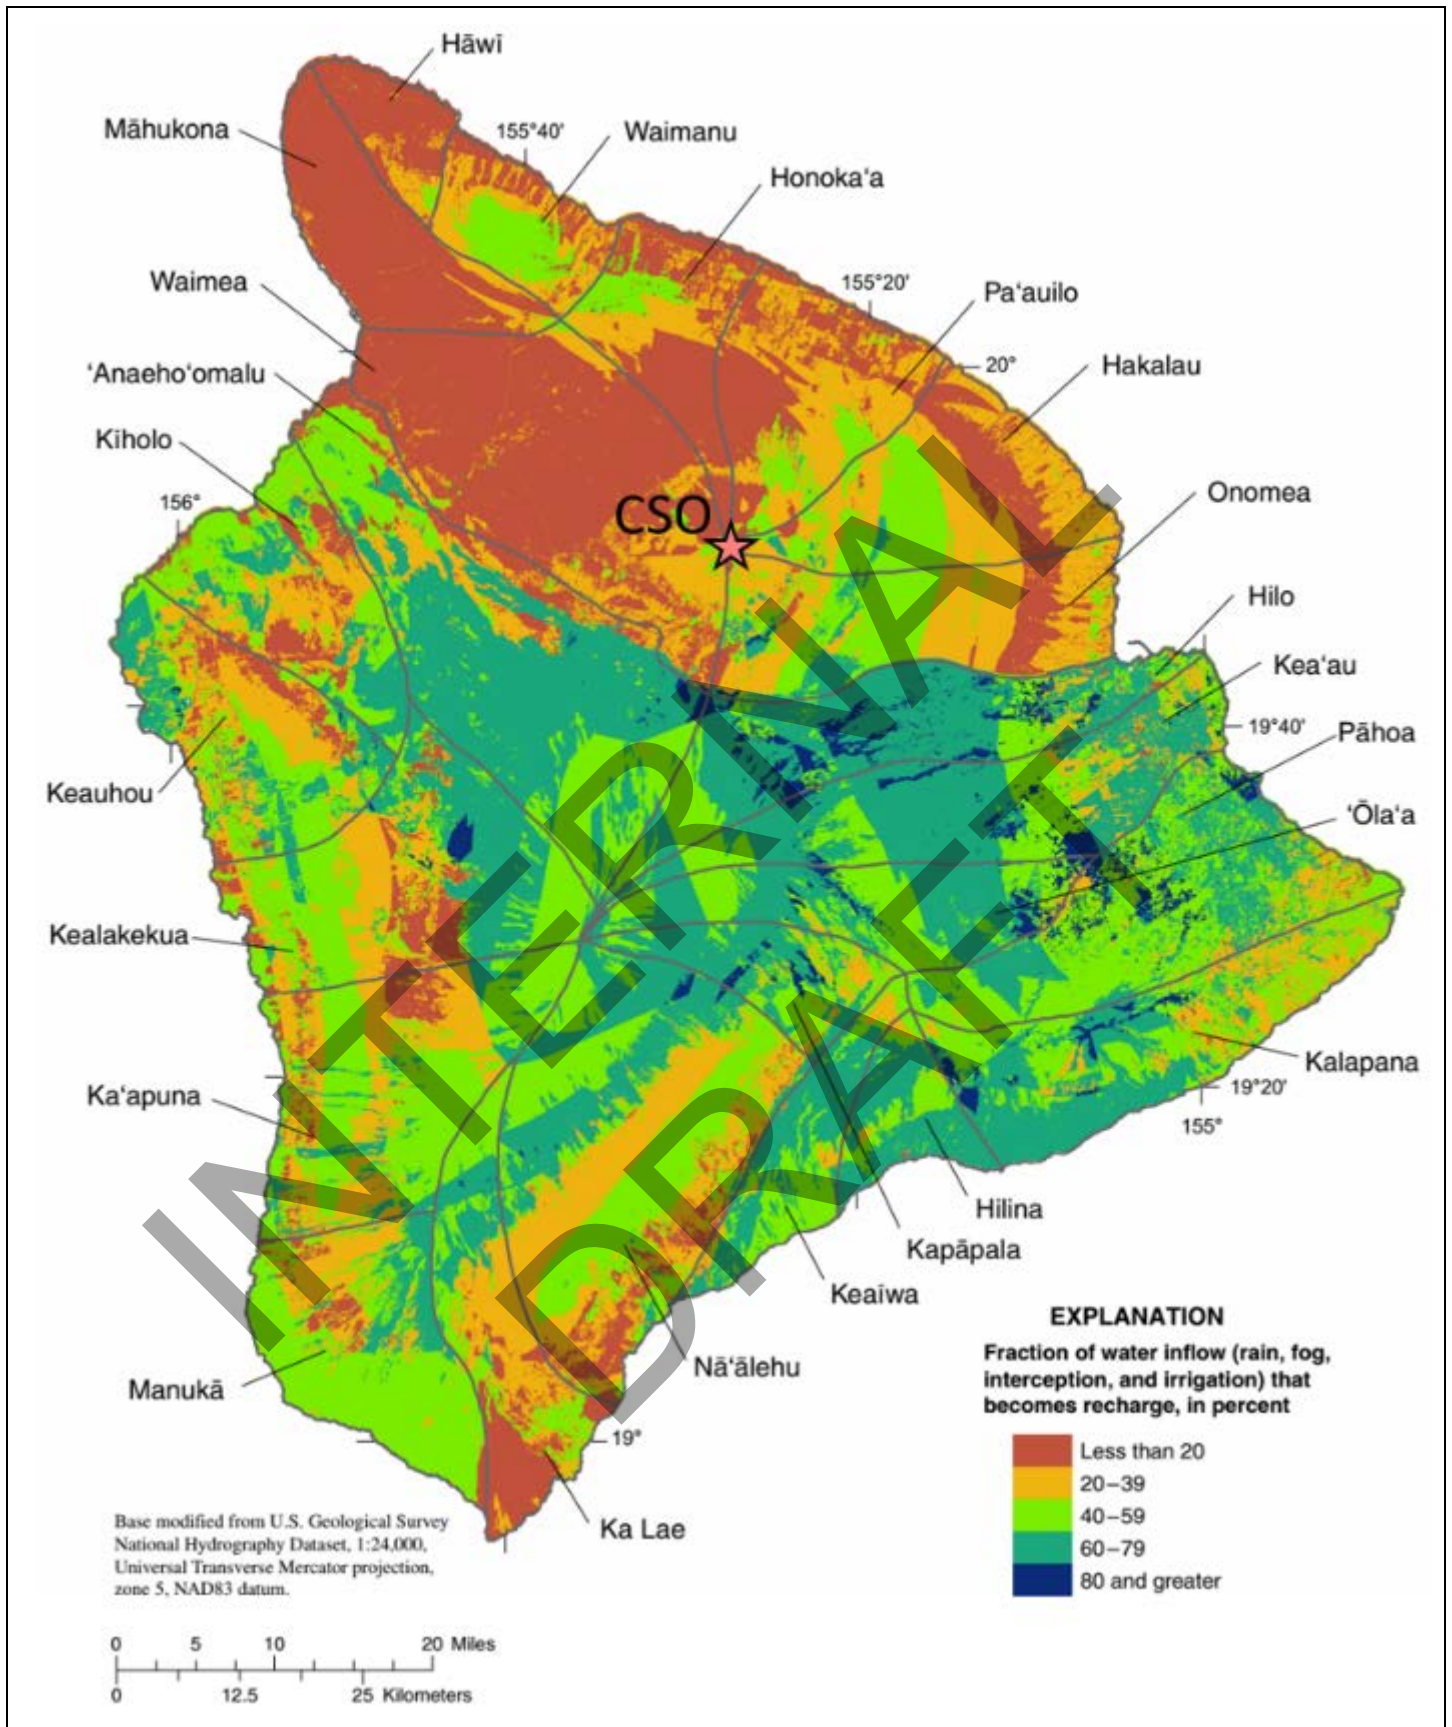 Hāwī
Māhukona
155°40'
Waimanu
Honoka‘a
Waimea
155°20'
Pa‘auilo
‘Anaeho‘omalu
20°
Hakalau
Kīholo
156°
CSO
Onomea
Hilo
Kea‘au
19°40'
Pāhoa
Keauhou
‘Ōla‘a
Kealakekua
Kalapana
Ka‘apuna
19°20'
155°
Hilina
Kapāpala
Keaīwa
Nā‘ālehu
Manukā
19°
Ka Lae
INTERNAL
DRAFT
EXPLANATION
Fraction of water inflow (rain, fog,
interception, and irrigation) that
becomes recharge, in percent
Less than 20
20–39
40–59
60–79
80 and greater
Base modified from U.S. Geological Survey
National Hydrography Dataset, 1:24,000,
Universal Transverse Mercator projection,
zone 5, NAD83 datum.
0 5 10 20 Miles
0 12.5 25 Kilometers